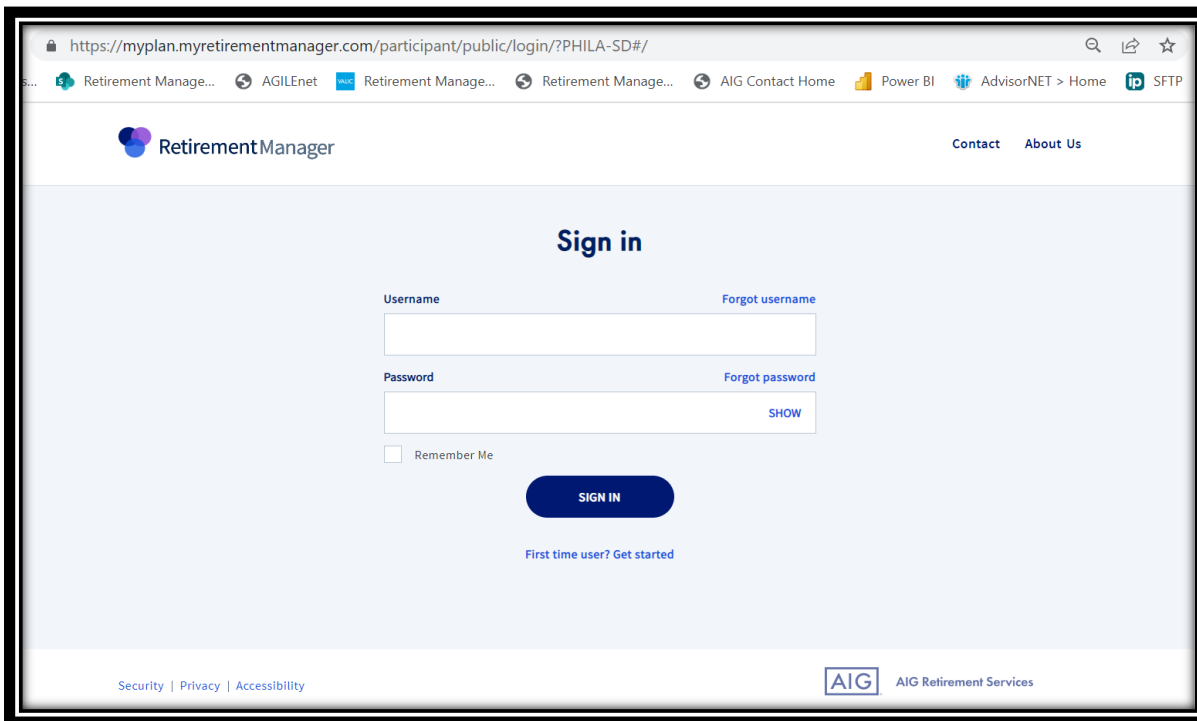 https://myplan.myretirementmanager.com/participant/public/login/?PHILA-SD#/
s... Retirement Manage... AGILEnet VALIC Retirement Manage... Retirement Manage... AIG Contact Home Power BI AdvisorNET > Home ip SFTP
RetirementManager Contact About Us
Sign in
Username Forgot username
Password Forgot password
SHOW
Remember Me
SIGN IN
First time user? Get started
Security | Privacy | Accessibility AIG AIG Retirement Services